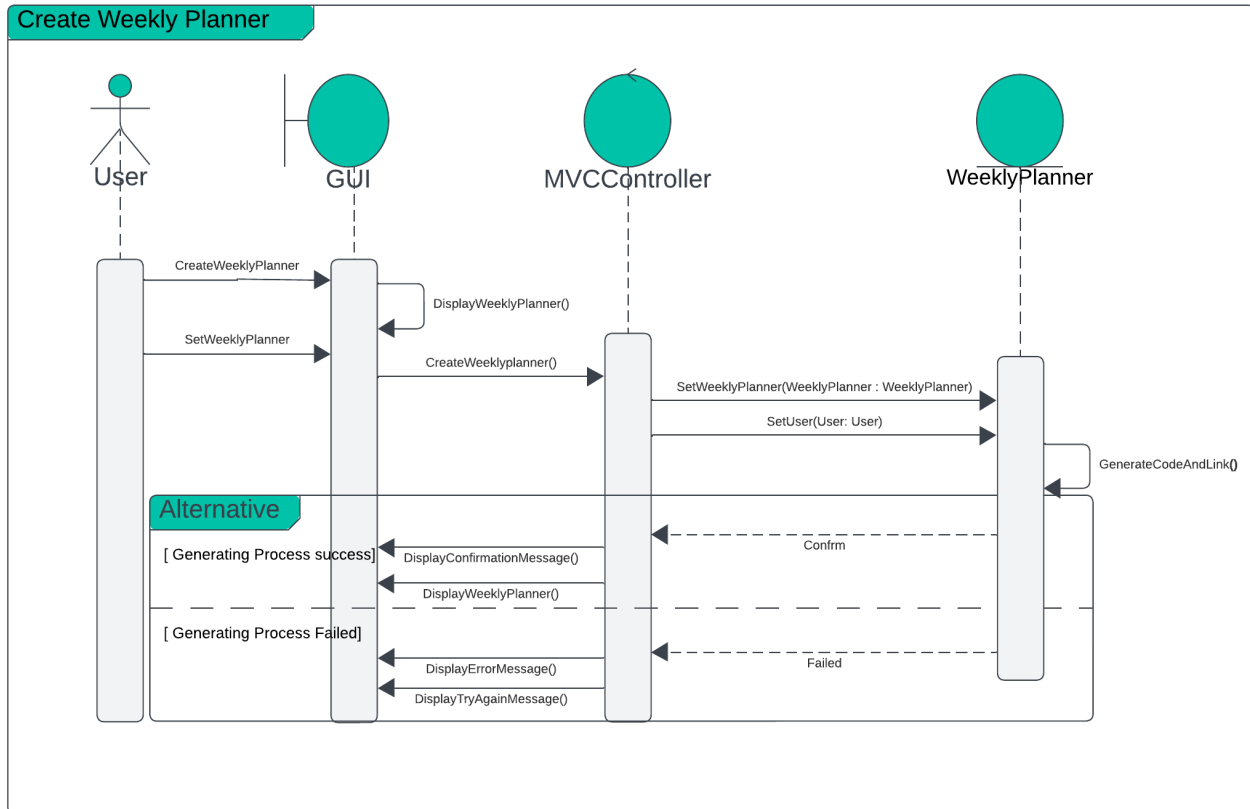 Create Weekly Planner
User
GUI
MVCController
WeeklyPlanner
CreateWeeklyPlanner
DisplayWeeklyPlanner()
SetWeeklyPlanner
CreateWeeklyplanner()
SetWeeklyPlanner(WeeklyPlanner : WeeklyPlanner)
SetUser(User: User)
GenerateCodeAndLink()
Alternative
[ Generating Process success]
Confrm
DisplayConfirmationMessage()
DisplayWeeklyPlanner()
[ Generating Process Failed]
Failed
DisplayErrorMessage()
DisplayTryAgainMessage()